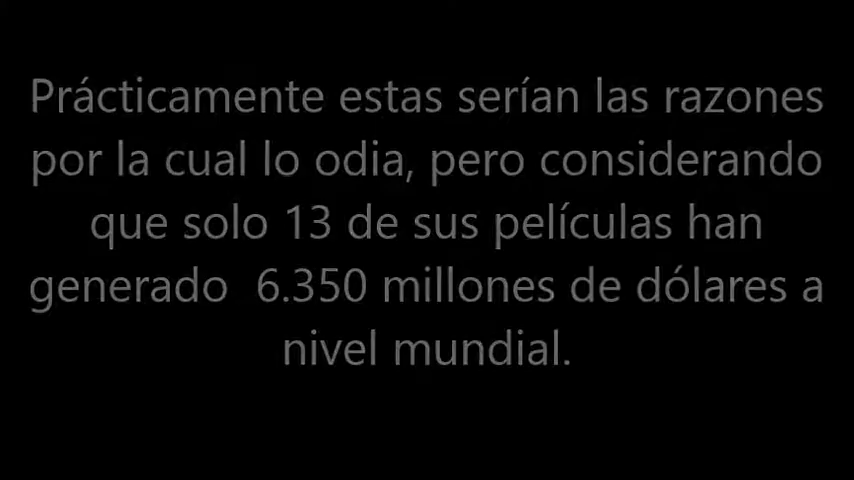 Prácticamente estas serían las razones
por la cual lo odia, pero considerando
que solo 13 de sus películas han
generado  6.350 millones de dólares a
nivel mundial.